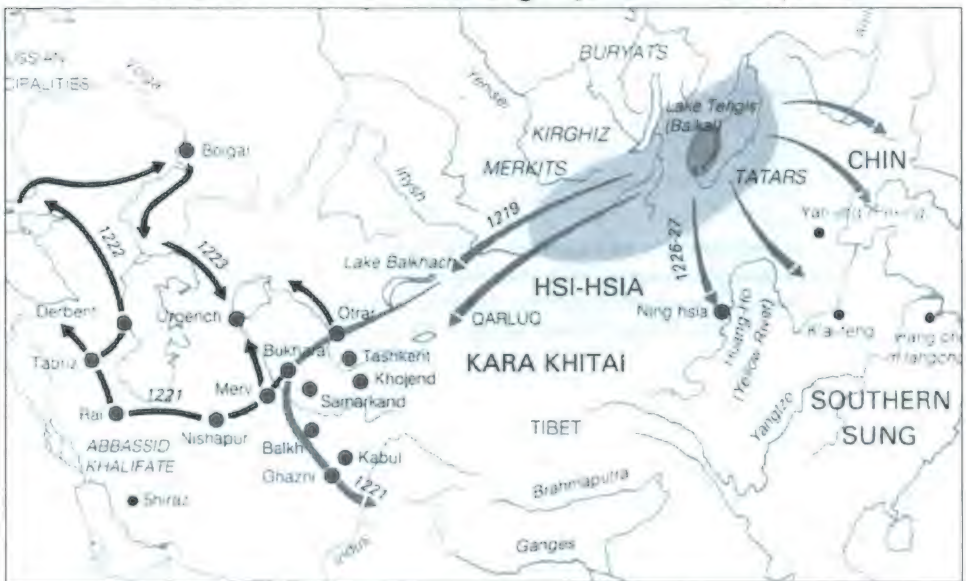 BURYATS
Volga
Yenisei
Lake Tengis
(Baikal)
KIRGHIZ
Bolgar
MERKITS
CHIN
Irtysh
TATARS
1219
1222
1223
1226-27
Lake Balkhach
HSI-HSIA
Derbent
Urgench
Otrar
QARLUQ
Ning hsia
Huang-Ho
(Yellow River)
K'ai-feng
Tabriz
Bukhara
Tashkent
KARA KHITAI
Khojend
Merv
Samarkand
1221
Rai
Nishapur
TIBET
Yangtze
SOUTHERN
SUNG
ABBASSID
KHALIFATE
Balkh
Kabul
Ghazni
1221
Shiraz
Brahmaputra
Indus
Ganges